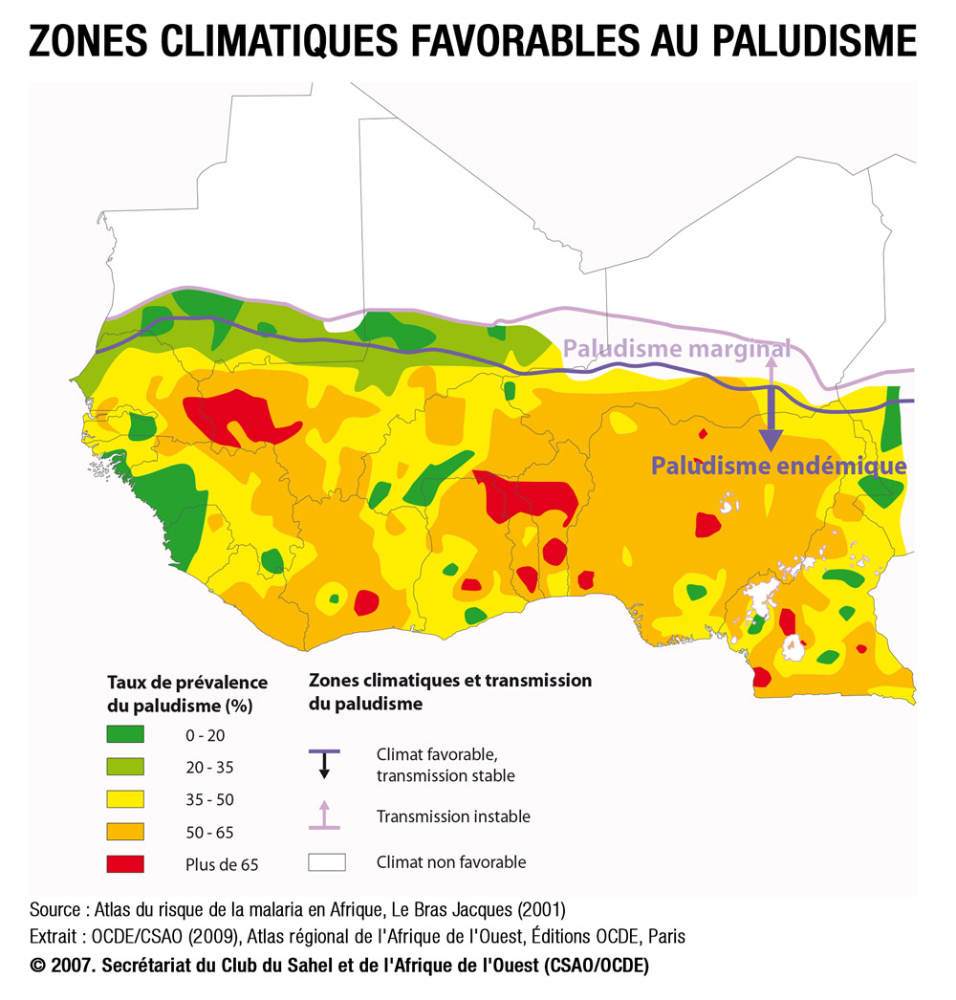 ZONES CLIMATIQUES FAVORABLES AU PALUDISME
Paludisme marginal
Paludisme endémique
Taux de prévalence
du paludisme (%)
0 - 20
20 - 35
35 - 50
50 - 65
Plus de 65
Zones climatiques et transmission
du paludisme
Climat favorable,
transmission stable
Transmission instable
Climat non favorable
Source : Atlas du risque de la malaria en Afrique, Le Bras Jacques (2001)
Extrait : OCDE/CSAO (2009), Atlas régional de l'Afrique de l'Ouest, Éditions OCDE, Paris
© 2007. Secrétariat du Club du Sahel et de l'Afrique de l'Ouest (CSAO/OCDE)